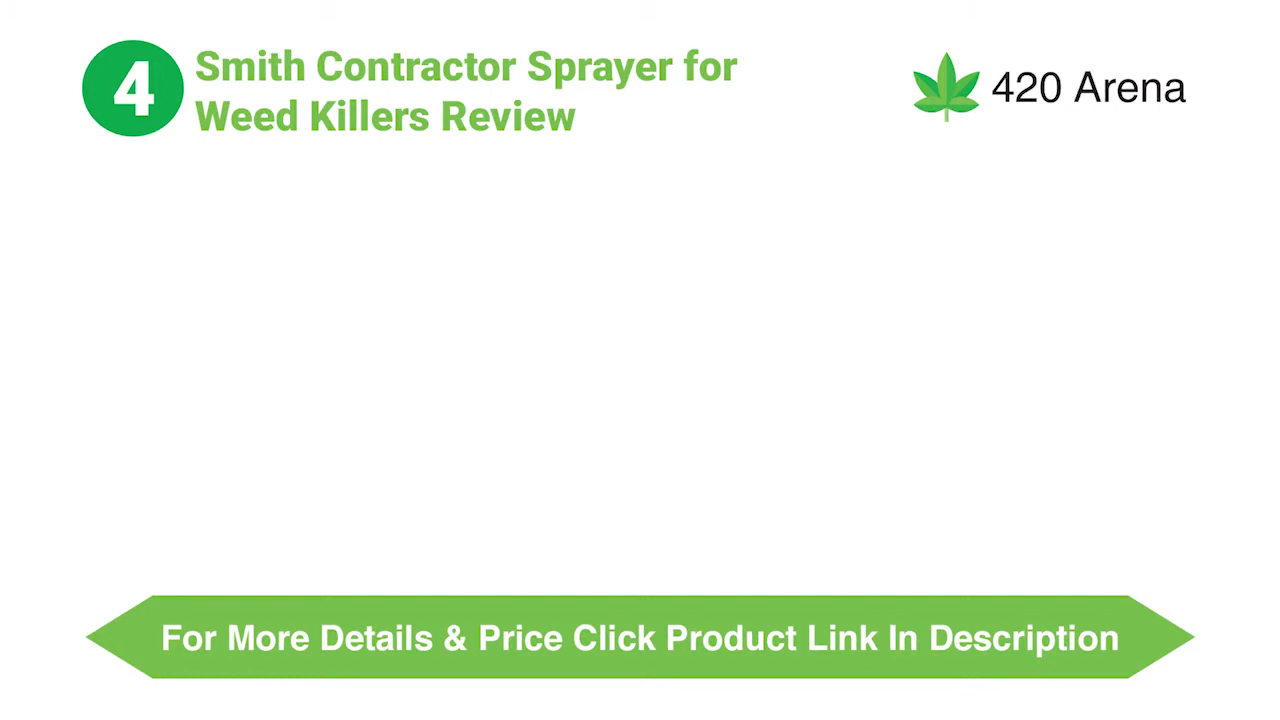 4
Smith Contractor Sprayer for
Weed Killers Review
420 Arena
For More Details & Price Click Product Link In Description